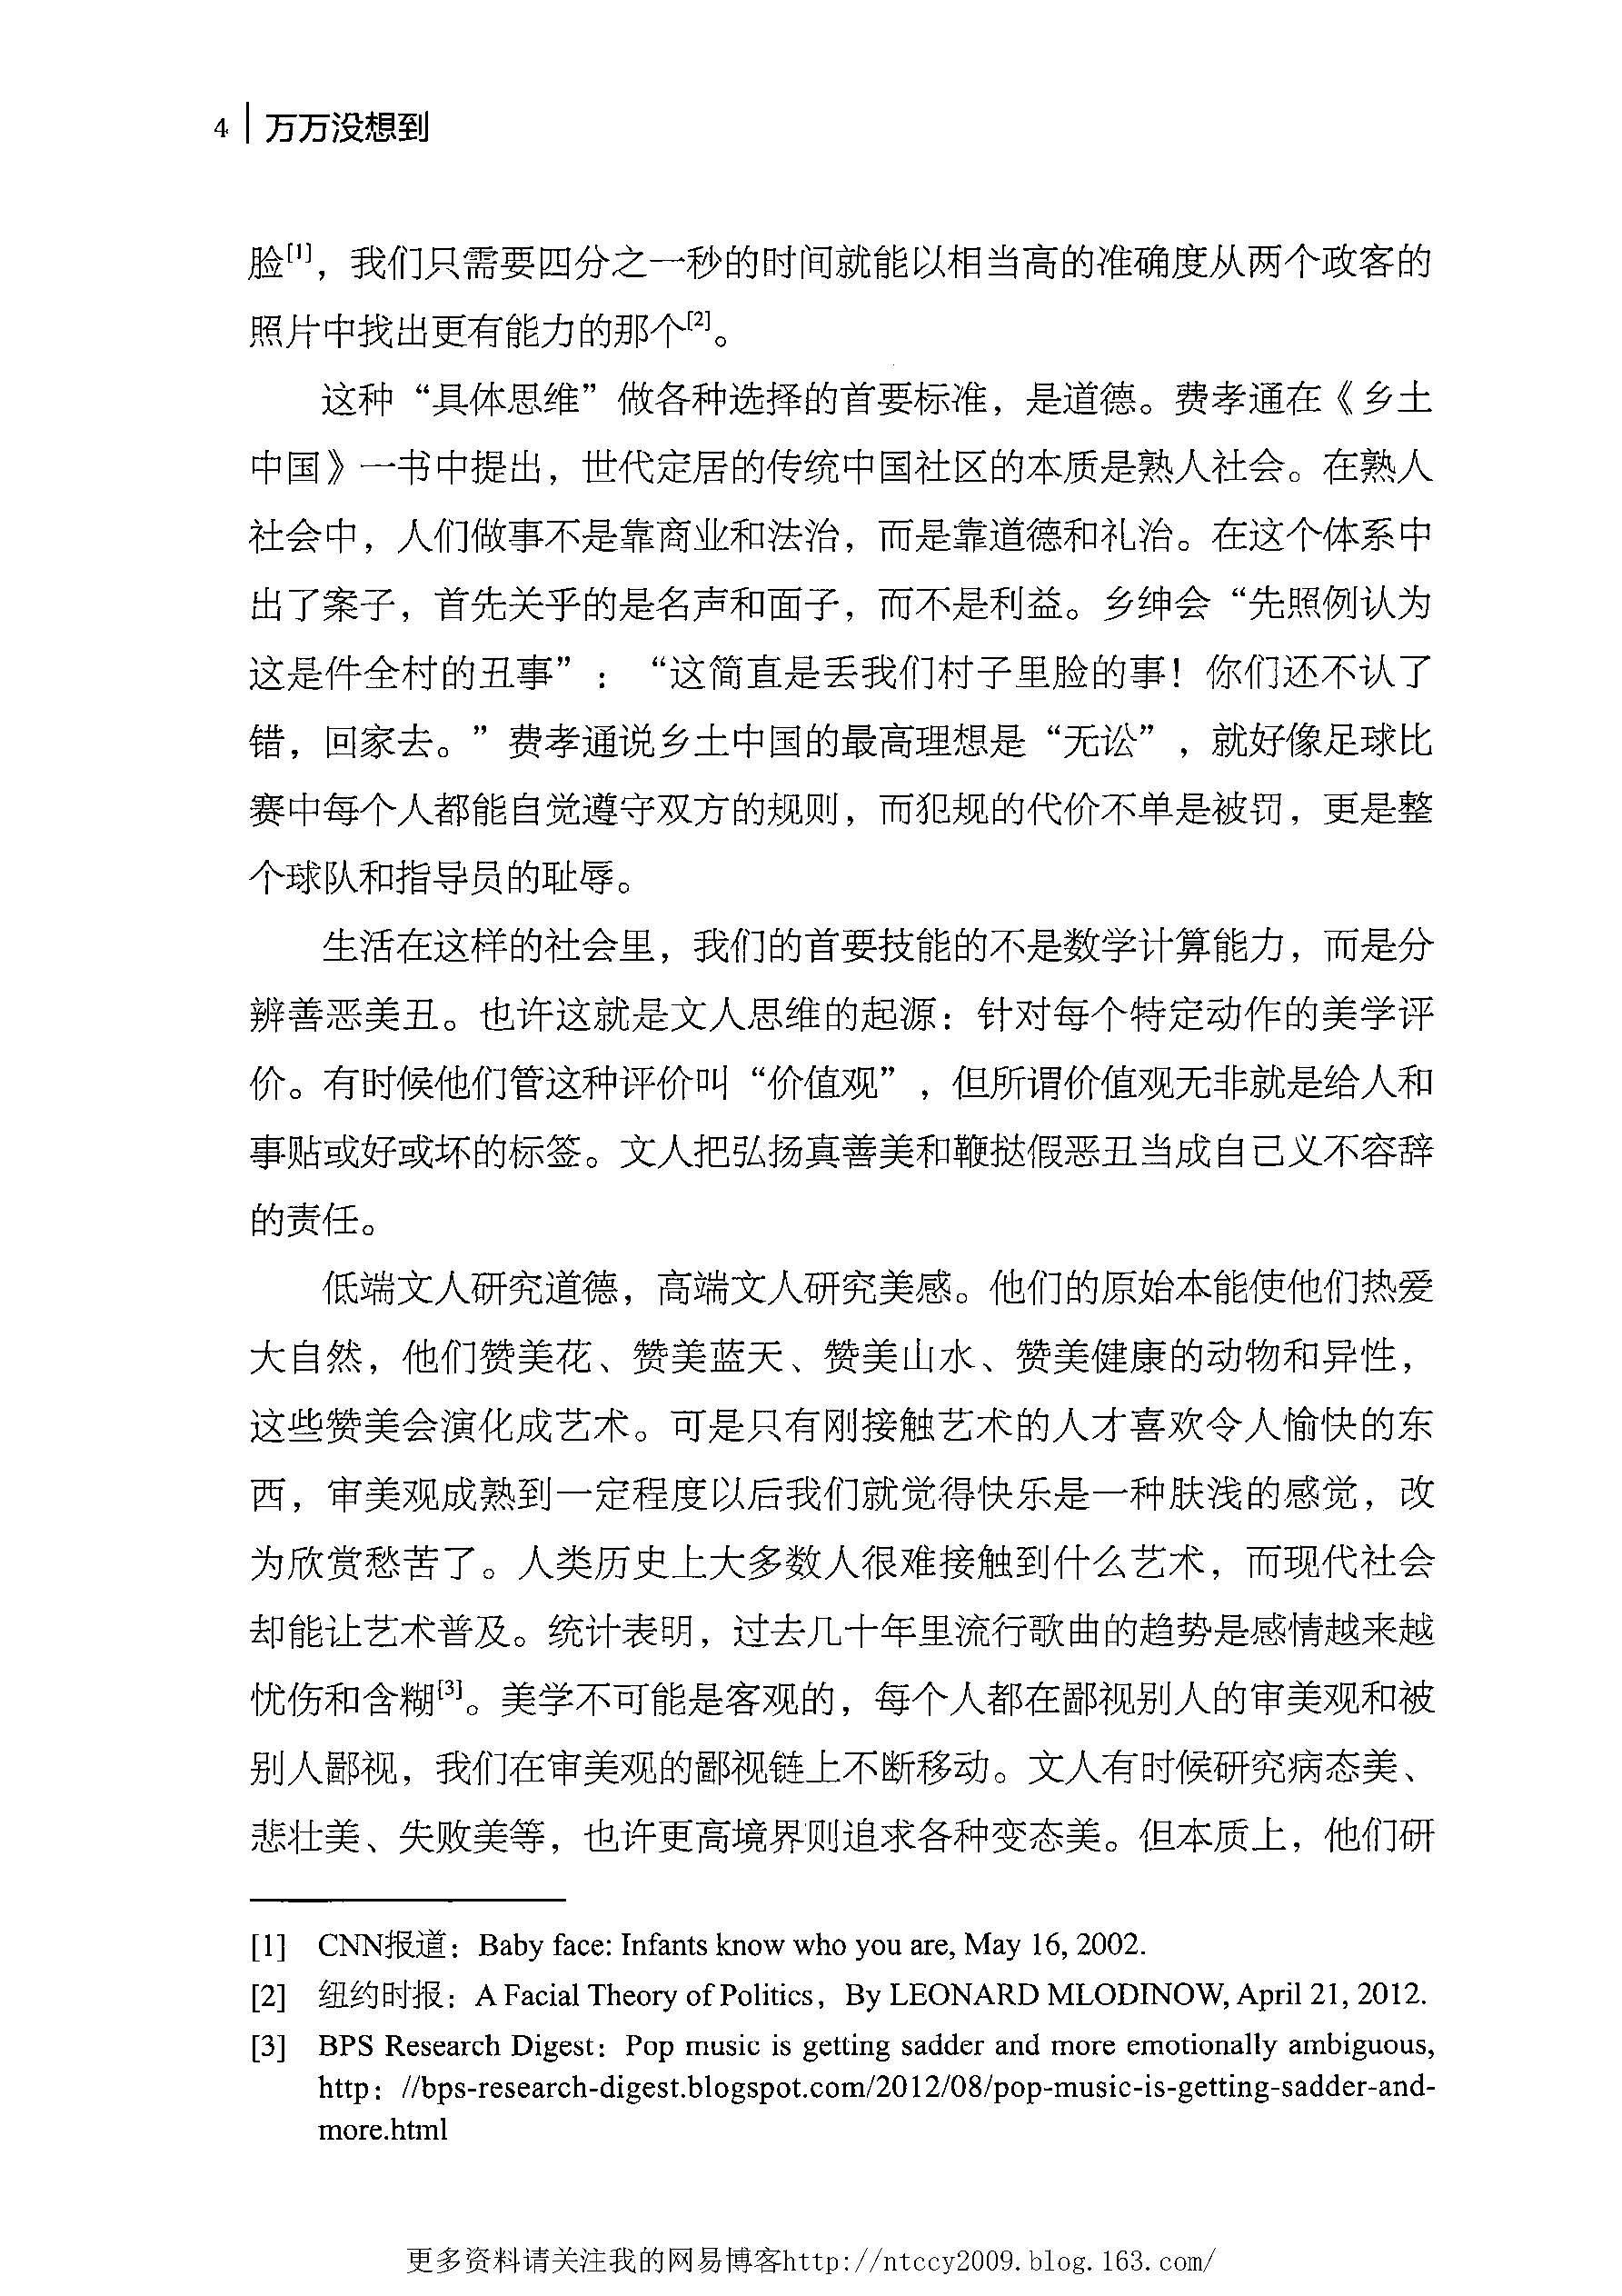 4 万万没想到
脸[1]，我们只需要四分之一秒的时间就能以相当高的准确度从两个政客的
照片中找出更有能力的那个[2]。
这种“具体思维”做各种选择的首要标准，是道德。费孝通在《乡土
中国》一书中提出，世代定居的传统中国社区的本质是熟人社会。在熟人
社会中，人们做事不是靠商业和法治，而是靠道德和礼治。在这个体系中
出了案子，首先关乎的是名声和面子，而不是利益。乡绅会“先照例认为
这是件全村的丑事”：“这简直是丢我们村子里脸的事！你们还不认了
错，回家去。”费孝通说乡土中国的最高理想是“无讼”，就好像足球比
赛中每个人都能自觉遵守双方的规则，而犯规的代价不单是被罚，更是整
个球队和指导员的耻辱。
生活在这样的社会里，我们的首要技能的不是数学计算能力，而是分
辨善恶美丑。也许这就是文人思维的起源：针对每个特定动作的美学评
价。有时候他们管这种评价叫“价值观”，但所谓价值观无非就是给人和
事贴或好或坏的标签。文人把弘扬真善美和鞭挞假恶丑当成自己义不容辞
的责任。
低端文人研究道德，高端文人研究美感。他们的原始本能使他们热爱
大自然，他们赞美花、赞美蓝天、赞美山水、赞美健康的动物和异性，
这些赞美会演化成艺术。可是只有刚接触艺术的人才喜欢令人愉快的东
西，审美观成熟到一定程度以后我们就觉得快乐是一种肤浅的感觉，改
为欣赏愁苦了。人类历史上大多数人很难接触到什么艺术，而现代社会
却能让艺术普及。统计表明，过去几十年里流行歌曲的趋势是感情越来越
忧伤和含糊[3]。美学不可能是客观的，每个人都在鄙视别人的审美观和被
别人鄙视，我们在审美观的鄙视链上不断移动。文人有时候研究病态美、
悲壮美、失败美等，也许更高境界则追求各种变态美。但本质上，他们研
[1] CNN报道：Baby face: Infants know who you are, May 16, 2002.
[2] 纽约时报：A Facial Theory of Politics，By LEONARD MLODINOW, April 21, 2012.
[3] BPS Research Digest：Pop music is getting sadder and more emotionally ambiguous,
http：//bps-research-digest.blogspot.com/2012/08/pop-music-is-getting-sadder-and-
more.html
更多资料请关注我的网易博客http://ntccy2009.blog.163.com/